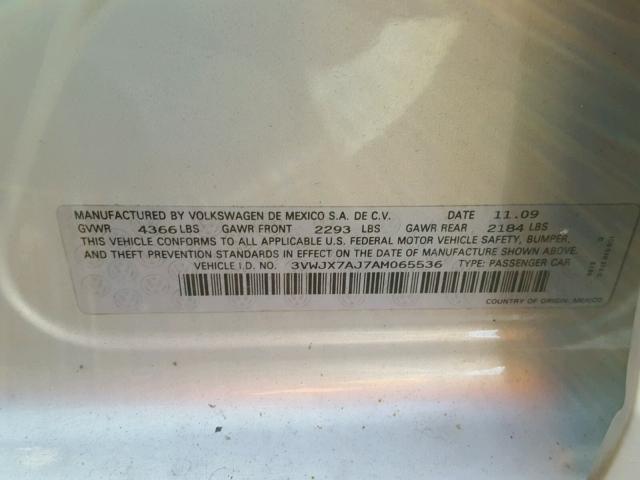 MANUFACTURED BY VOLKSWAGEN DE MEXICO S.A. DE C.V. DATE 11.09
GVWR 4366 LBS GAWR FRONT 2293 LBS GAWR REAR 2184 LBS
THIS VEHICLE CONFORMS TO ALL APPLICABLE U.S. FEDERAL MOTOR VEHICLE SAFETY, BUMPER,
AND THEFT PREVENTION STANDARDS IN EFFECT ON THE DATE OF MANUFACTURE SHOWN ABOVE.
VEHICLE I.D. NO. 3VWJX7AJ7AM065536 TYPE: PASSENGER CAR
COUNTRY OF ORIGIN: MEXICO